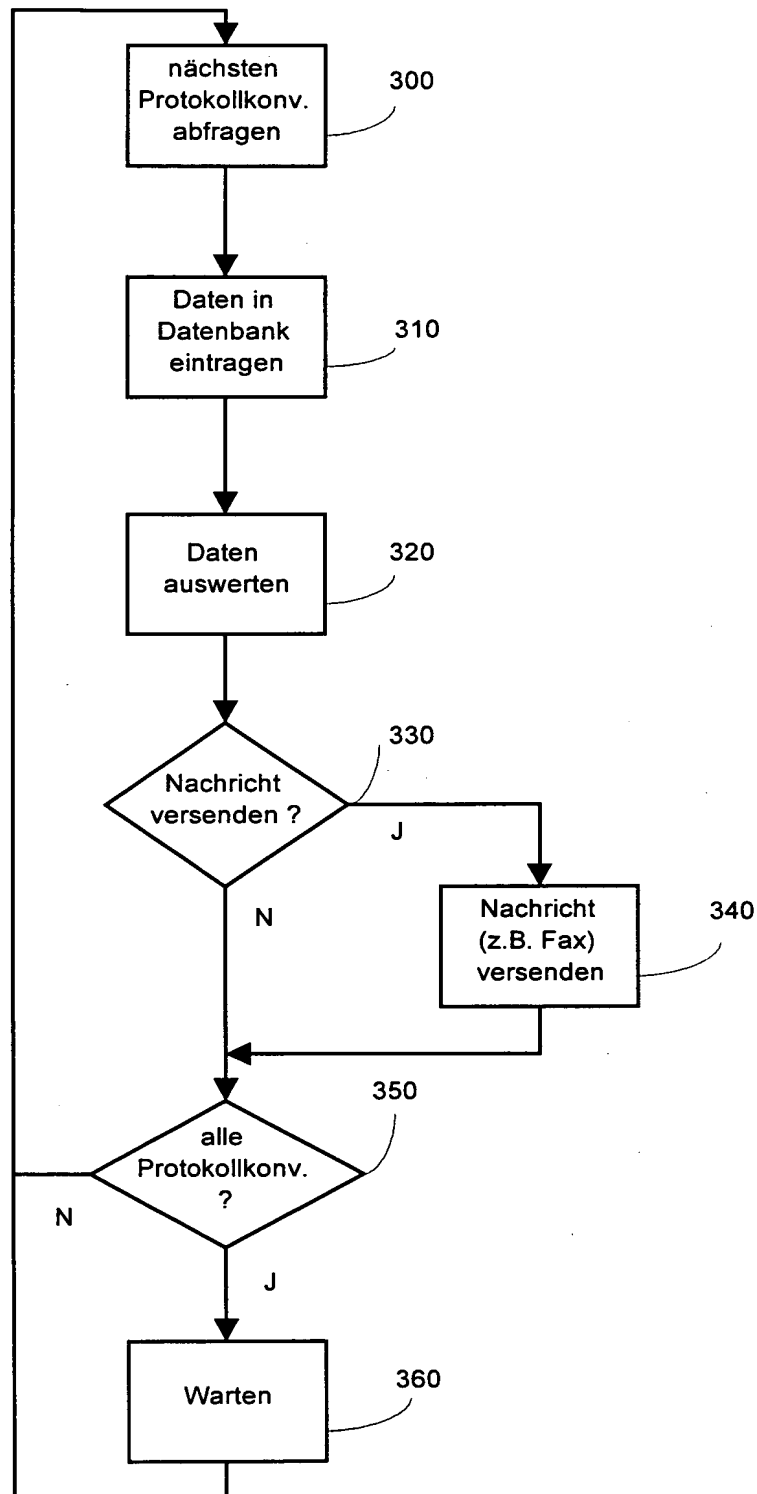 nächsten
Protokollkonv.
abfragen
300
Daten in
Datenbank
eintragen
310
Daten
auswerten
320
330
Nachricht
versenden ?
J
N
Nachricht
(z.B. Fax)
versenden
340
350
alle
Protokollkonv.
?
N
J
Warten
360